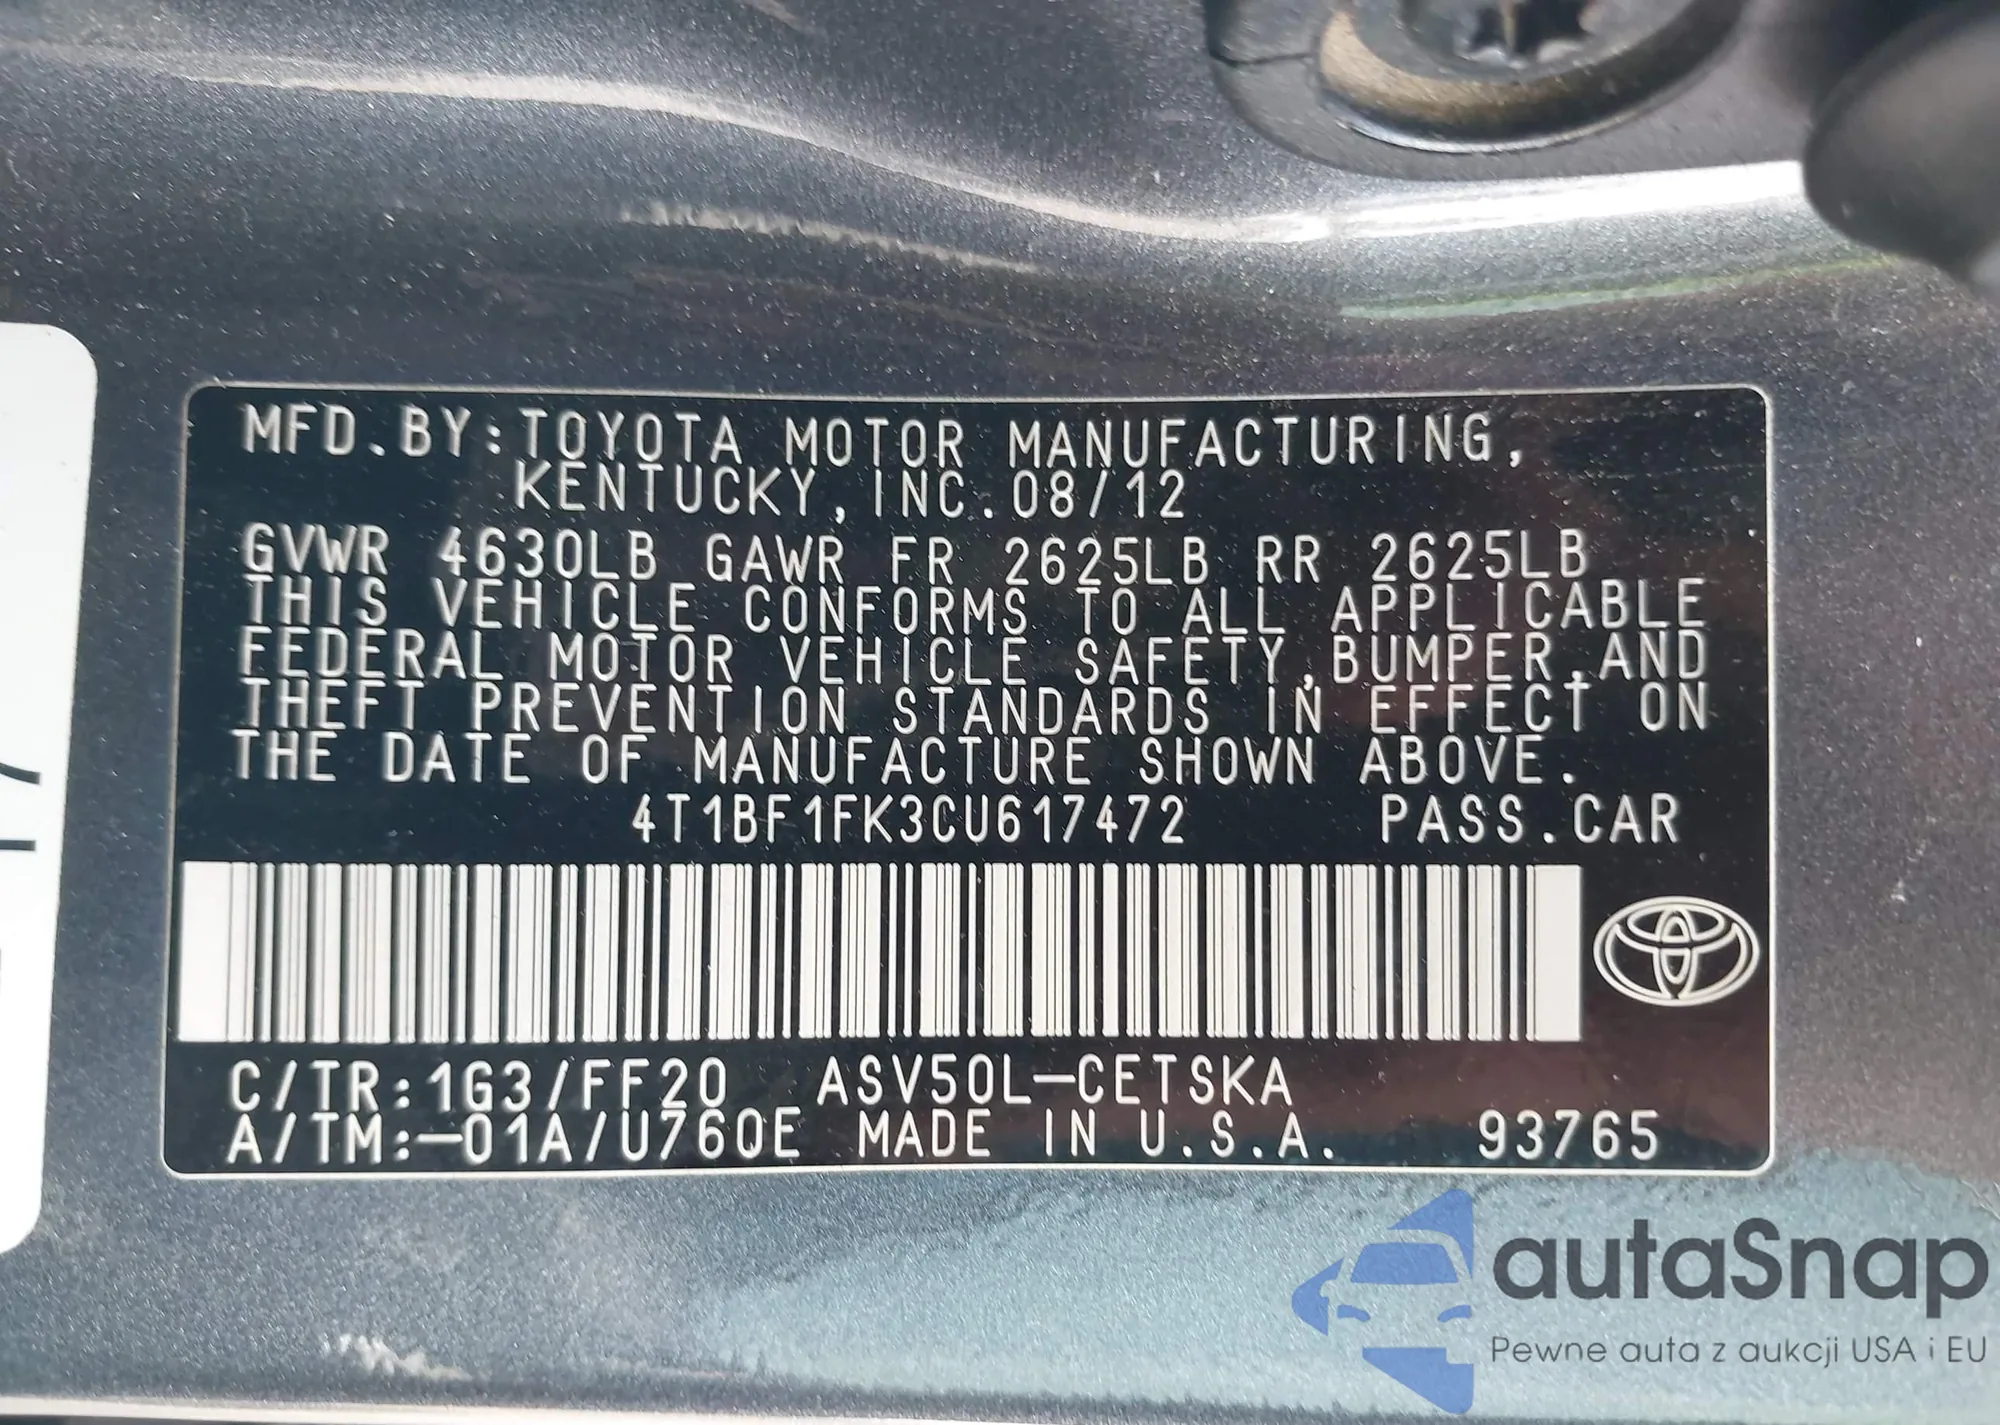 MFD.BY:TOYOTA MOTOR MANUFACTURING,
KENTUCKY,INC.08/12
GVWR 4630LB GAWR FR 2625LB RR 2625LB
THIS VEHICLE CONFORMS TO ALL APPLICABLE
FEDERAL MOTOR VEHICLE SAFETY,BUMPER,AND
THEFT PREVENTION STANDARDS IN EFFECT ON
THE DATE OF MANUFACTURE SHOWN ABOVE.
4T1BF1FK3CU617472 PASS.CAR
C/TR:1G3/FF20 ASV50L-CETSKA
A/TM:-01A/U760E MADE IN U.S.A. 93765
autaSnap
Pewne auta z aukcji USA i EU